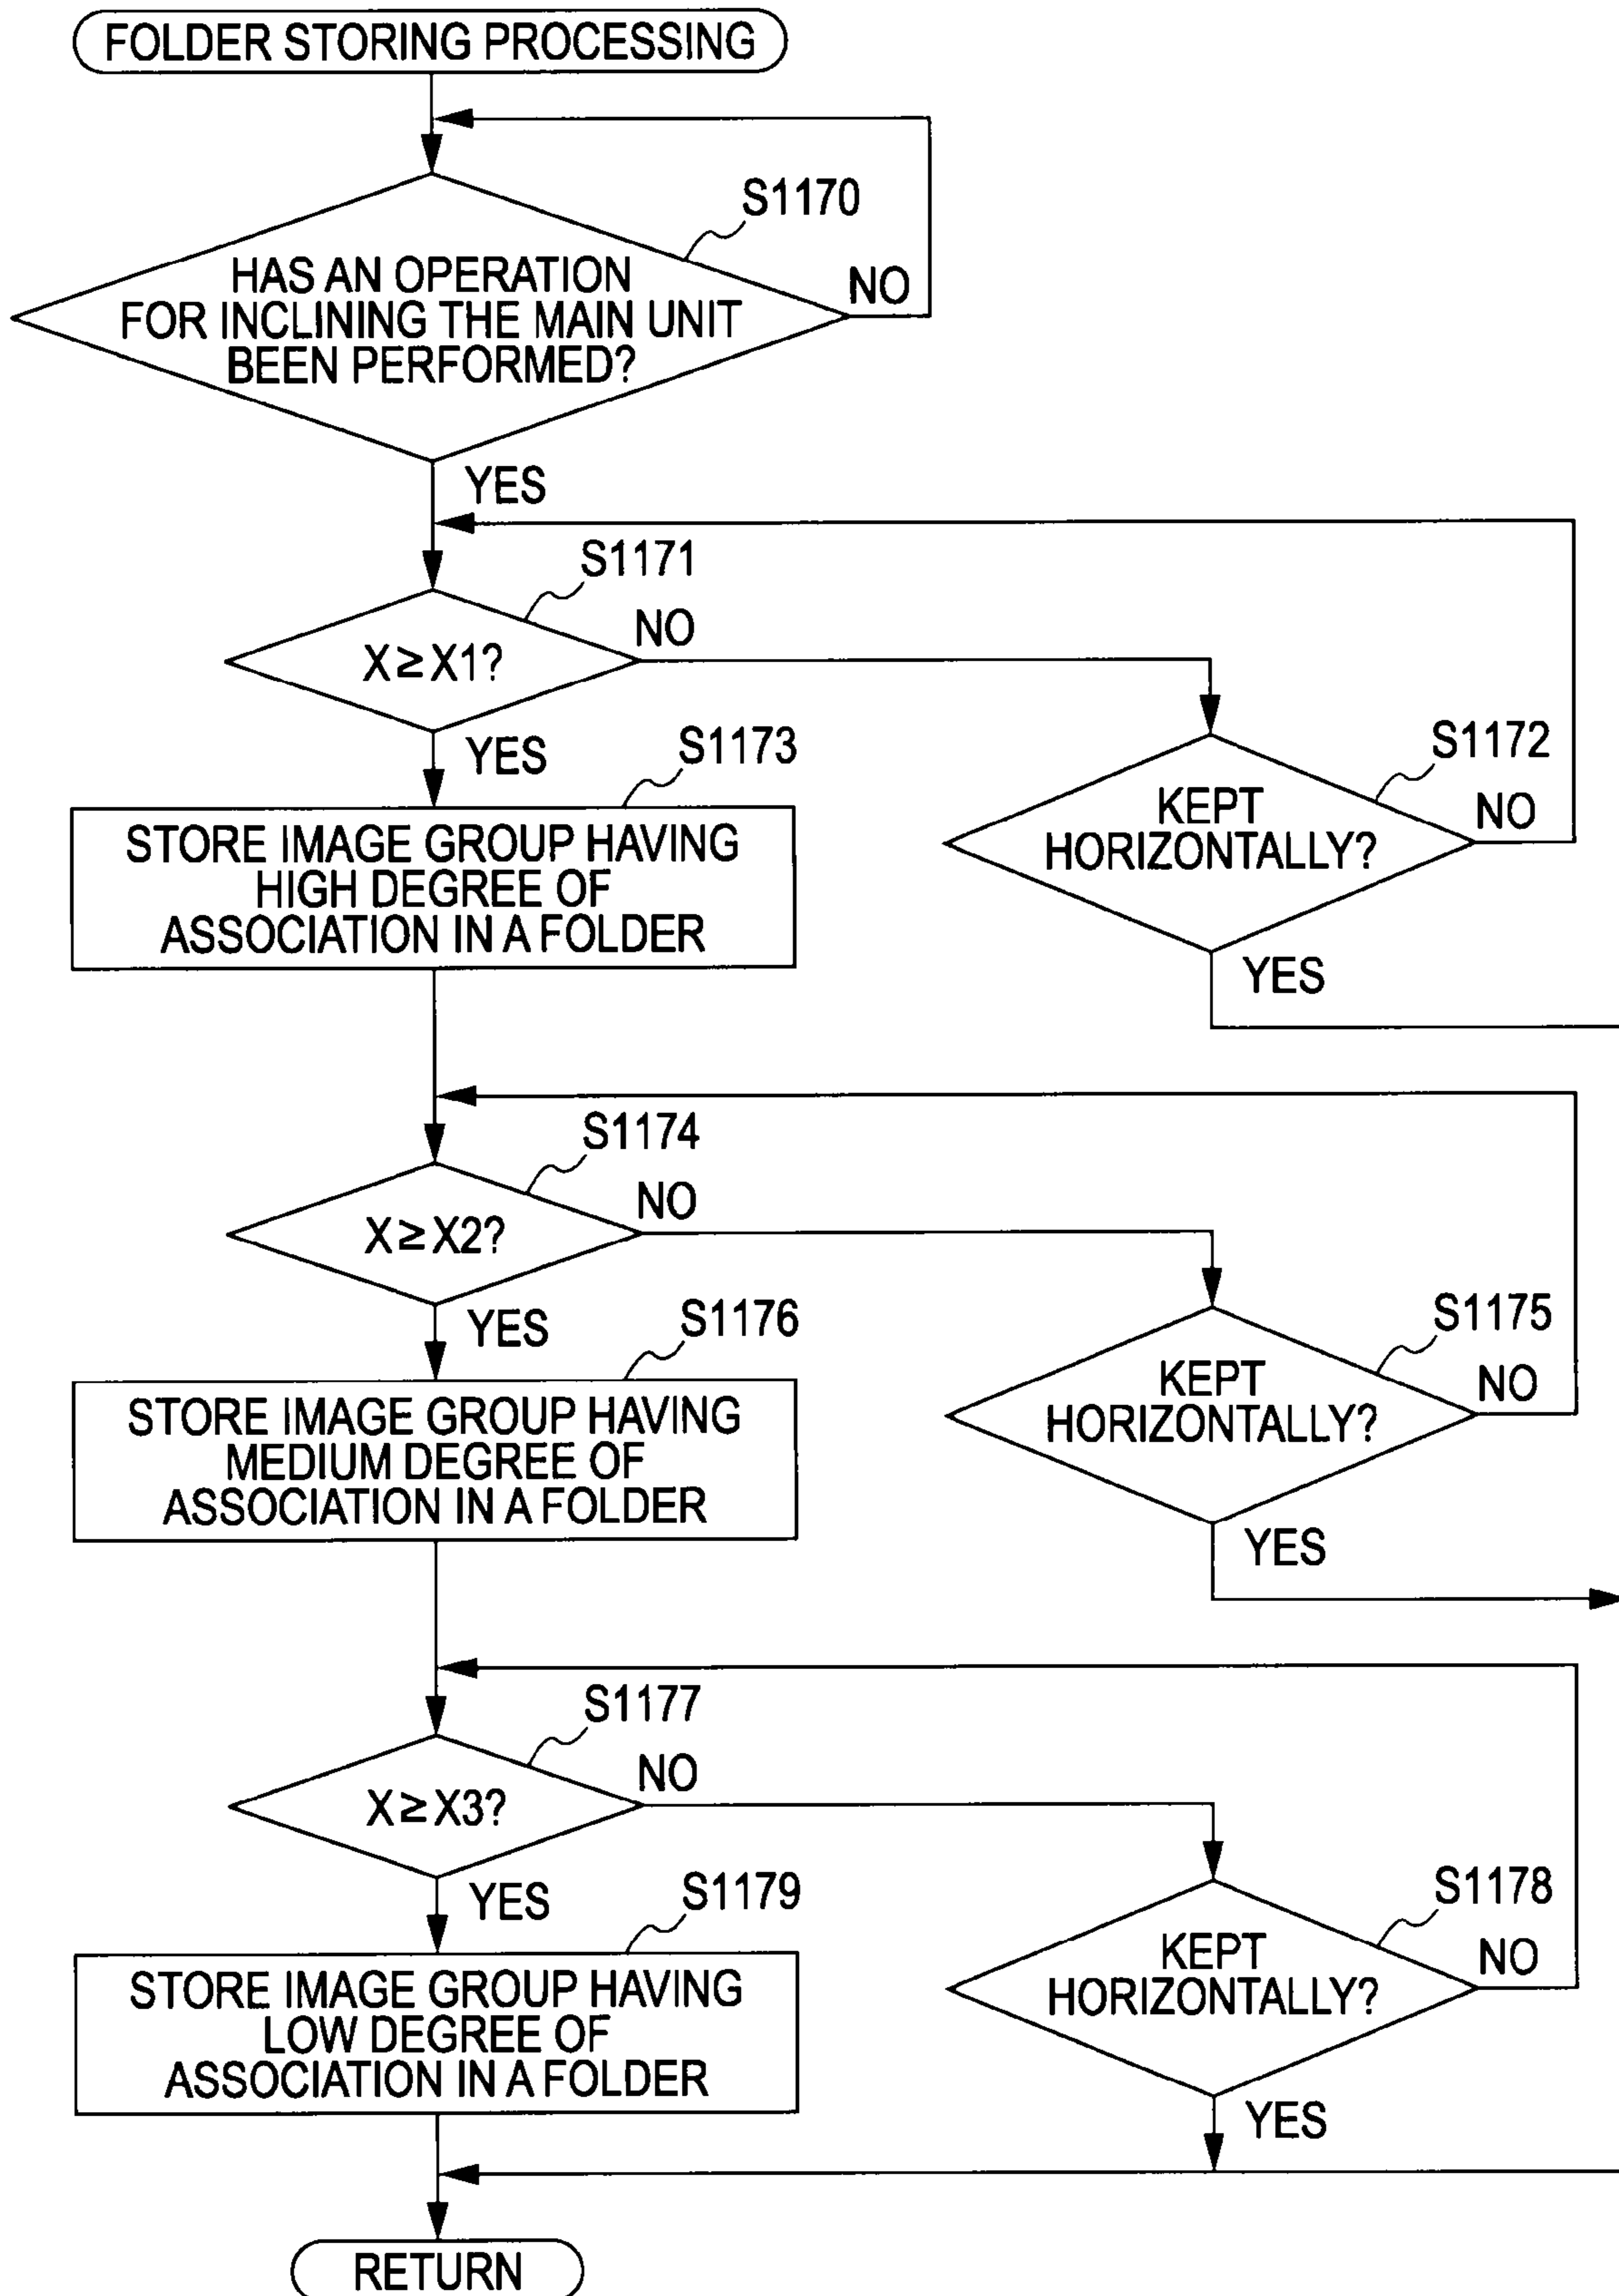 FOLDER STORING PROCESSING
S1170
HAS AN OPERATION
FOR INCLINING THE MAIN UNIT
BEEN PERFORMED?
NO
YES
S1171
X≥X1?
NO
YES
S1172
KEPT
HORIZONTALLY?
NO
YES
S1173
STORE IMAGE GROUP HAVING
HIGH DEGREE OF
ASSOCIATION IN A FOLDER
S1174
X≥X2?
NO
YES
S1175
KEPT
HORIZONTALLY?
NO
YES
S1176
STORE IMAGE GROUP HAVING
MEDIUM DEGREE OF
ASSOCIATION IN A FOLDER
S1177
X≥X3?
NO
YES
S1178
KEPT
HORIZONTALLY?
NO
YES
S1179
STORE IMAGE GROUP HAVING
LOW DEGREE OF
ASSOCIATION IN A FOLDER
RETURN